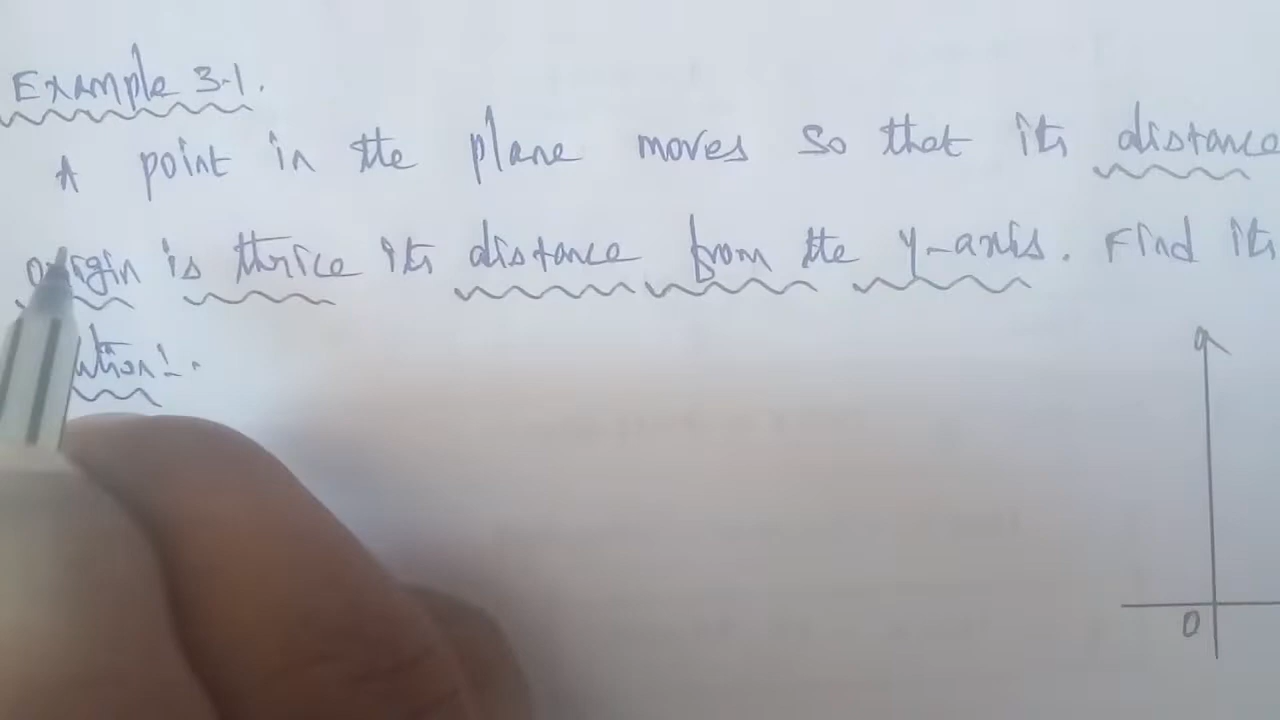 Example 3.1.
A point in the plane moves so that its distance
origin is thrice its distance from the y-axis. Find its
ution:-
0